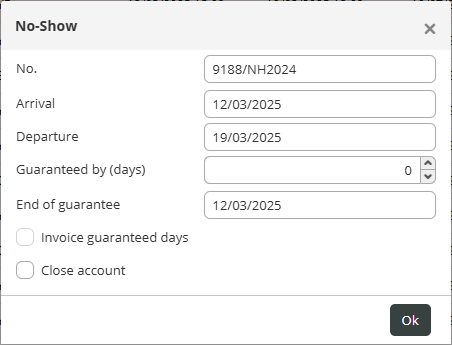 No-Show
No. 9188/NH2024
Arrival 12/03/2025
Departure 19/03/2025
Guaranteed by (days) 0
End of guarantee 12/03/2025
Invoice guaranteed days
Close account
Ok